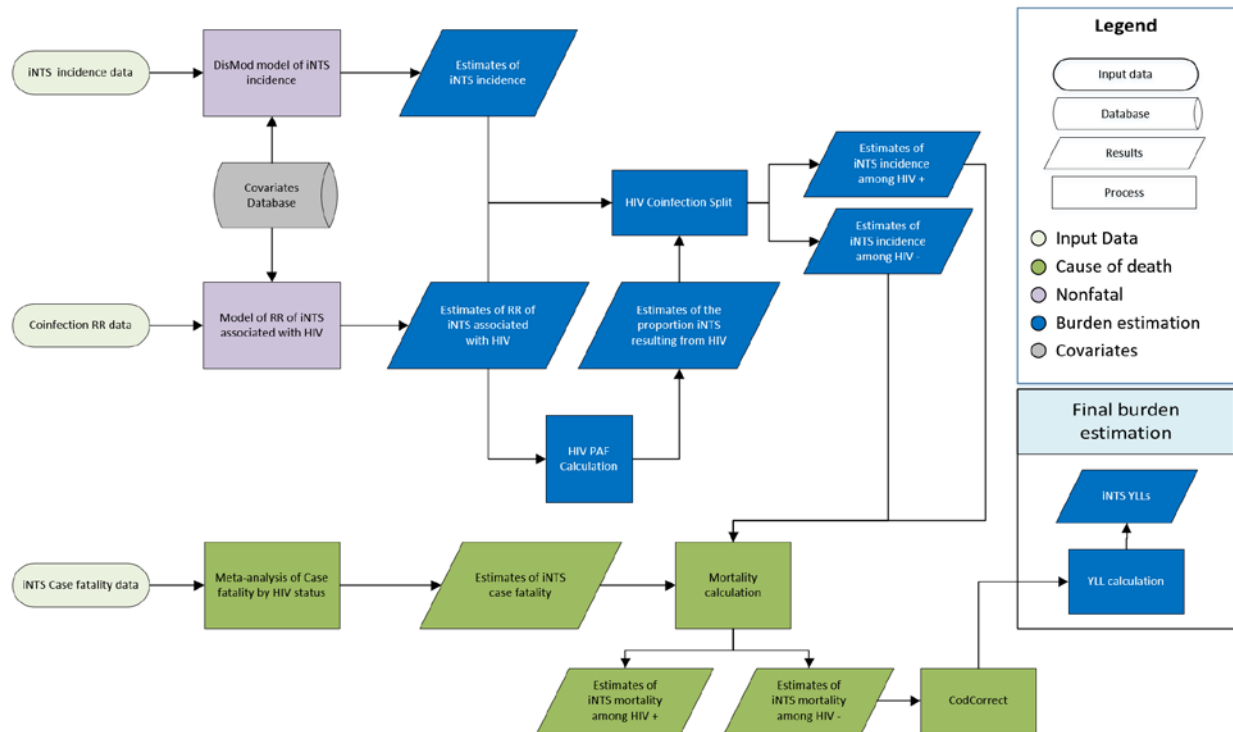 iNTS incidence data
DisMod model of iNTS
incidence
Estimates of
iNTS incidence
Covariates
Database
Coinfection RR data
Model of RR of iNTS
associated with HIV
Estimates of RR of
iNTS associated
with HIV
HIV PAF
Calculation
Estimates of the
proportion iNTS
resulting from HIV
HIV Coinfection Split
Estimates of
iNTS incidence
among HIV +
Estimates of
iNTS incidence
among HIV -
iNTS Case fatality data
Meta-analysis of Case
fatality by HIV status
Estimates of iNTS
case fatality
Mortality
calculation
Estimates of
iNTS mortality
among HIV +
Estimates of
iNTS mortality
among HIV -
CodCorrect
Legend
Input data
Database
Results
Process
Input Data
Cause of death
Nonfatal
Burden estimation
Covariates
Final burden
estimation
iNTS YLLs
YLL calculation